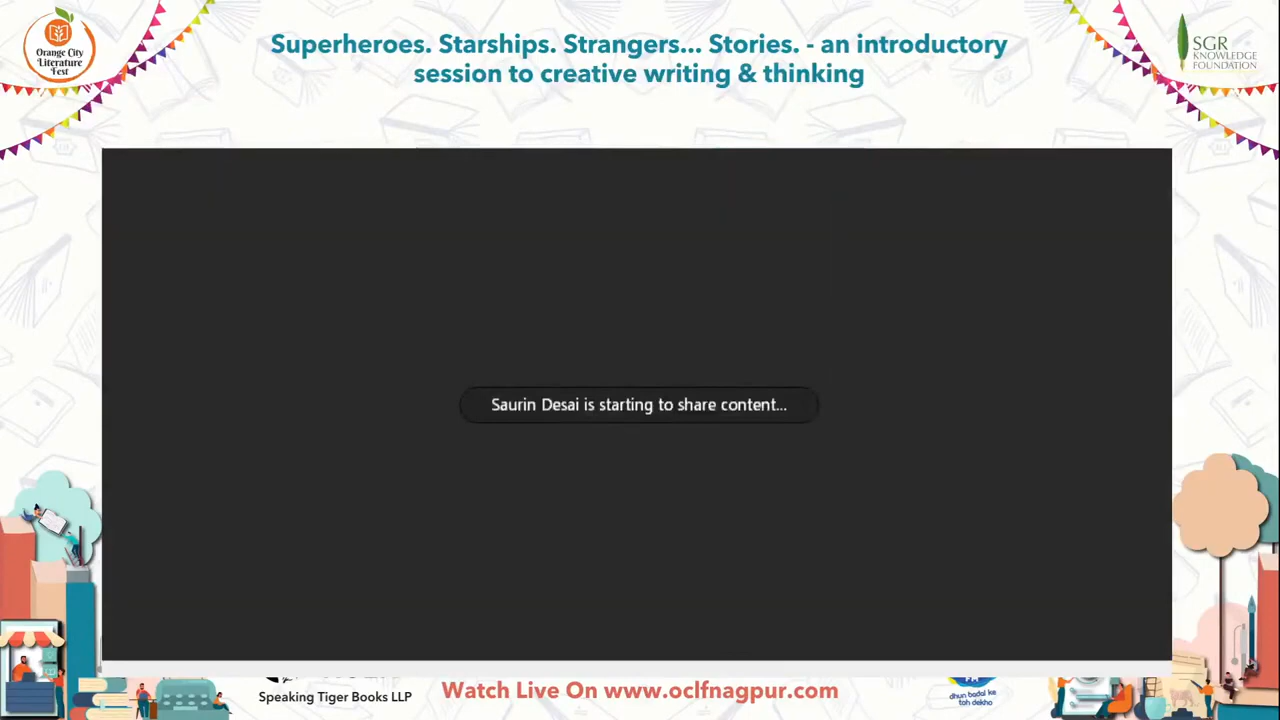 Orange City
Literature
Fest
Superheroes. Starships. Strangers... Stories. - an introductory
session to creative writing & thinking
SGR
KNOWLEDGE
FOUNDATION
Saurin Desai is starting to share content...
Speaking Tiger Books LLP
Watch Live On www.oclfnagpur.com
dhun badal ke
toh dekho